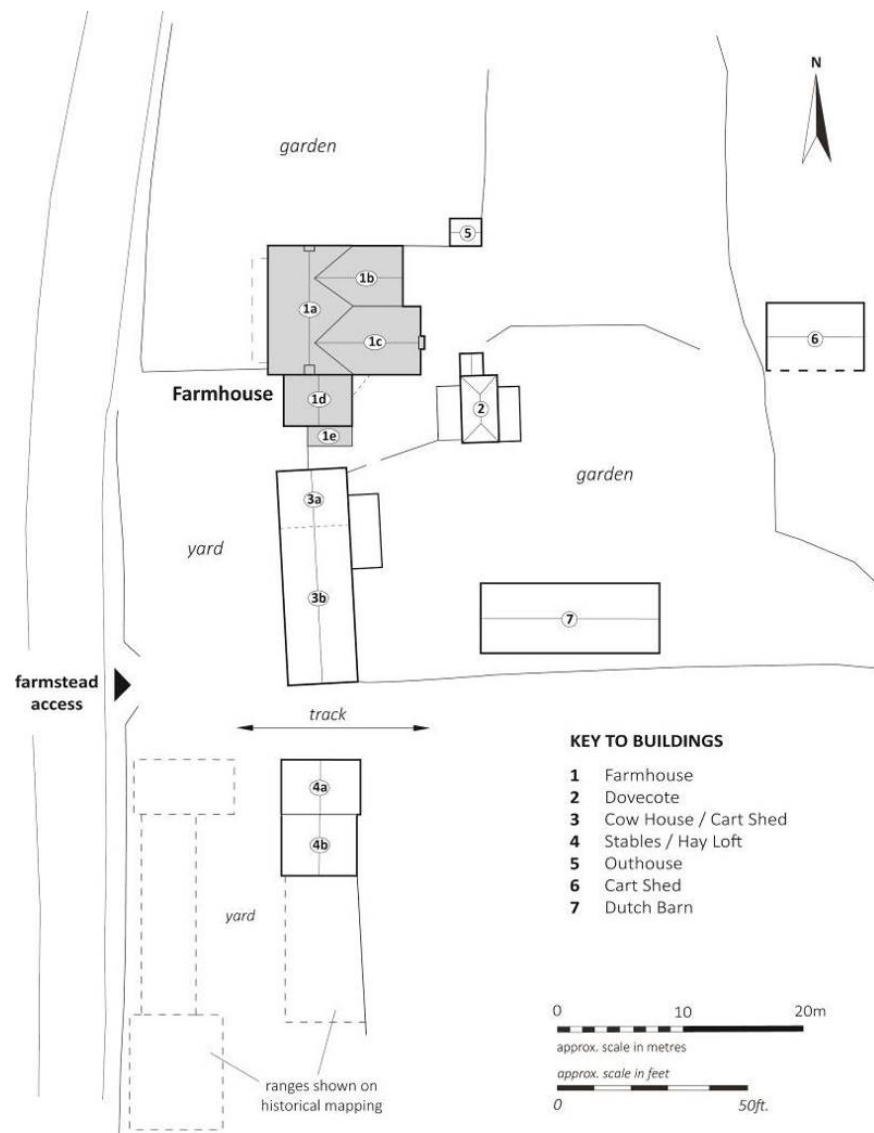 N
garden
5
1b
1a
6
1c
Farmhouse
1d
2
1e
garden
3a
yard
3b
7
farmstead
access
track
KEY TO BUILDINGS
1 Farmhouse
2 Dovecote
3 Cow House / Cart Shed
4 Stables / Hay Loft
5 Outhouse
6 Cart Shed
7 Dutch Barn
4a
4b
yard
0 10 20m
approx. scale in metres
approx. scale in feet
0 50ft.
ranges shown on
historical mapping